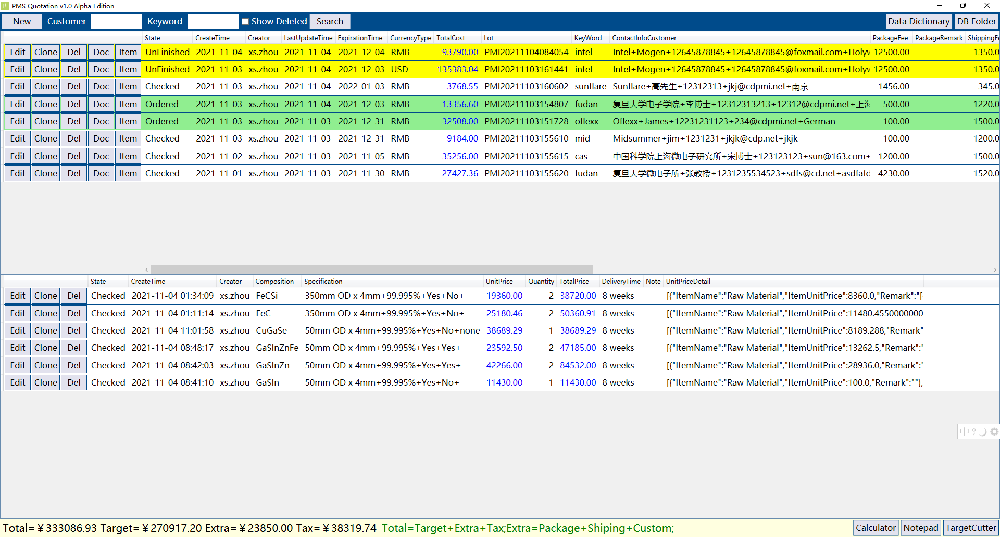 PMS Quotation v1.0 Alpha Edition
New Customer Keyword Show Deleted Search Data Dictionary DB Folder
State CreateTime Creator LastUpdateTime ExpirationTime CurrencyType TotalCost Lot KeyWord ContactInfoCustomer PackageFee PackageRemark ShippingFe
Edit Clone Del Doc Item UnFinished 2021-11-04 xs.zhou 2021-11-04 2021-12-04 RMB 93790.00 PMI20211104084054 intel Intel+Mogen+12645878845+12645878845@foxmail.com+Holyw 12500.00 1350.0
Edit Clone Del Doc Item UnFinished 2021-11-03 xs.zhou 2021-11-04 2021-12-03 USD 135383.04 PMI20211103161441 intel Intel+Mogen+12645878845+12645878845@foxmail.com+Holyw 12500.00 1350.0
Edit Clone Del Doc Item Checked 2021-11-03 xs.zhou 2021-11-04 2022-01-03 RMB 3768.55 PMI20211103160602 sunflare Sunflare+高先生+12312313+jkj@cdpmi.net+南京 1456.00 345.0
Edit Clone Del Doc Item Ordered 2021-11-03 xs.zhou 2021-11-04 2021-12-03 RMB 13356.60 PMI20211103154807 fudan 复旦大学电子学院+李博士+12312313213+12312@cdpmi.net+上海 500.00 1220.0
Edit Clone Del Doc Item Ordered 2021-11-03 xs.zhou 2021-11-03 2021-12-31 RMB 32508.00 PMI20211103151728 oflexx Oflexx+James+12231231123+234@cdpmi.net+German 100.00 1500.0
Edit Clone Del Doc Item Checked 2021-11-03 xs.zhou 2021-11-03 2021-12-31 RMB 9184.00 PMI20211103155610 mid Midsummer+jim+1231231+jkjk@cdp.net+jkjk 100.00 1200.0
Edit Clone Del Doc Item Checked 2021-11-02 xs.zhou 2021-11-03 2021-11-05 RMB 35256.00 PMI20211103155615 cas 中国科学院上海微电子研究所+宋博士+123123123+sun@163.com+ 1200.00 1500.0
Edit Clone Del Doc Item Checked 2021-11-01 xs.zhou 2021-11-03 2021-11-30 RMB 27427.36 PMI20211103155620 fudan 复旦大学微电子所+张教授+1231235534523+sdfs@cd.net+asdfafc 4230.00 1520.0
State CreateTime Creator Composition Specification UnitPrice Quantity TotalPrice DeliveryTime Note UnitPriceDetail
Edit Clone Del Checked 2021-11-04 01:34:09 xs.zhou FeCSi 350mm OD x 4mm+99.995%+Yes+No+ 19360.00 2 38720.00 8 weeks [{"ItemName":"Raw Material","ItemUnitPrice":8360.0,"Remark":"[
Edit Clone Del Checked 2021-11-04 01:11:14 xs.zhou FeC 350mm OD x 4mm+99.995%+Yes+No+ 25180.46 2 50360.91 8 weeks [{"ItemName":"Raw Material","ItemUnitPrice":11480.4550000000
Edit Clone Del Checked 2021-11-04 11:01:58 xs.zhou CuGaSe 50mm OD x 4mm+99.995%+Yes+No+none 38689.29 1 38689.29 8 weeks [{"ItemName":"Raw Material","ItemUnitPrice":8189.288,"Remark"
Edit Clone Del Checked 2021-11-04 08:48:17 xs.zhou GaSInZnFe 50mm OD x 4mm+99.995%+Yes+Yes+ 23592.50 2 47185.00 8 weeks [{"ItemName":"Raw Material","ItemUnitPrice":13262.5,"Remark":"
Edit Clone Del Checked 2021-11-04 08:42:03 xs.zhou GaSInZn 50mm OD x 4mm+99.995%+Yes+Yes+ 42266.00 2 84532.00 8 weeks [{"ItemName":"Raw Material","ItemUnitPrice":28936.0,"Remark":"
Edit Clone Del Checked 2021-11-04 08:41:10 xs.zhou GaSIn 50mm OD x 4mm+99.995%+Yes+No+ 11430.00 1 11430.00 8 weeks [{"ItemName":"Raw Material","ItemUnitPrice":100.0,"Remark":""},
中
Total=¥333086.93 Target=¥270917.20 Extra=¥23850.00 Tax=¥38319.74 Total=Target+Extra+Tax;Extra=Package+Shiping+Custom; Calculator Notepad TargetCutter